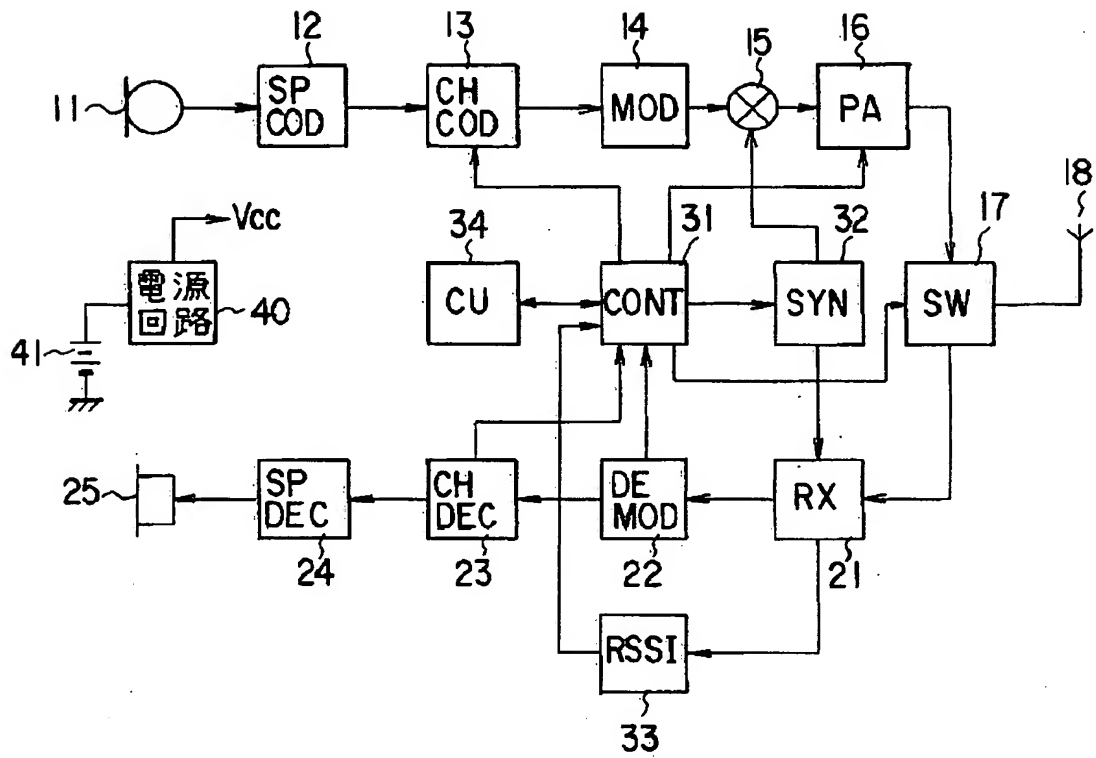 12
13
14
15
16
11
SP
COD
CH
COD
MOD
PA
18
34
31
32
17
Vcc
電源
回路
40
41
CU
CONT
SYN
SW
25
SP
DEC
CH
DEC
DE
MOD
RX
24
23
22
21
RSSI
33